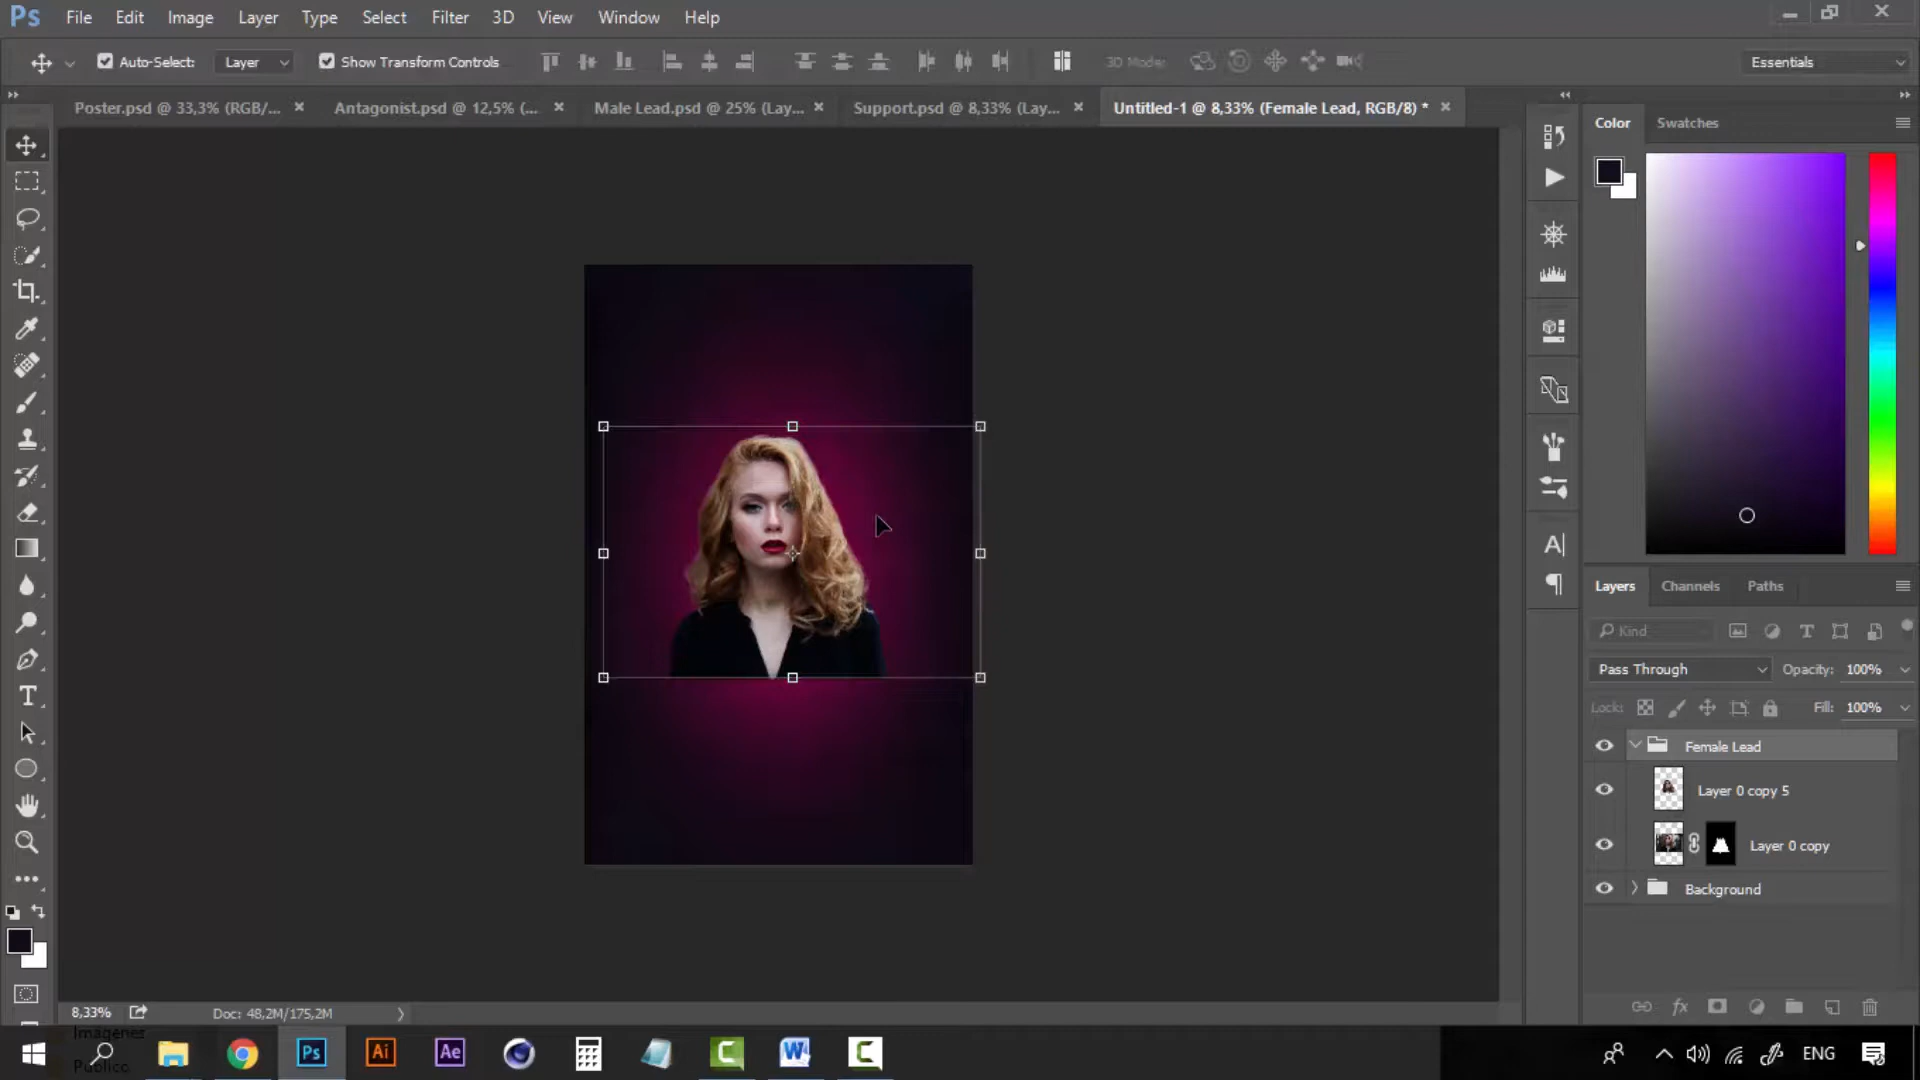 Ps File Edit Image Layer Select Type Filter 3D View Window Help
Auto-Select: Layer Show Transform Controls 3D Mode: Essentials
Poster.psd @ 33,3% (RGB/... Antagonist.psd @ 12,5% (... Male Lead.psd @ 25% (Lay... Support.psd @ 8,33% (Lay... Untitled-1 @ 8,33% (Female Lead, RGB/8) *
Color Swatches
Layers Channels Paths
Kind
Pass Through Opacity: 100%
Lock: Fill: 100%
Female Lead
Layer 0 copy 5
Layer 0 copy
Background
8,33% Doc: 48,2M/175,2M
Imágenes
Publico
Ps Ai Ae ENG